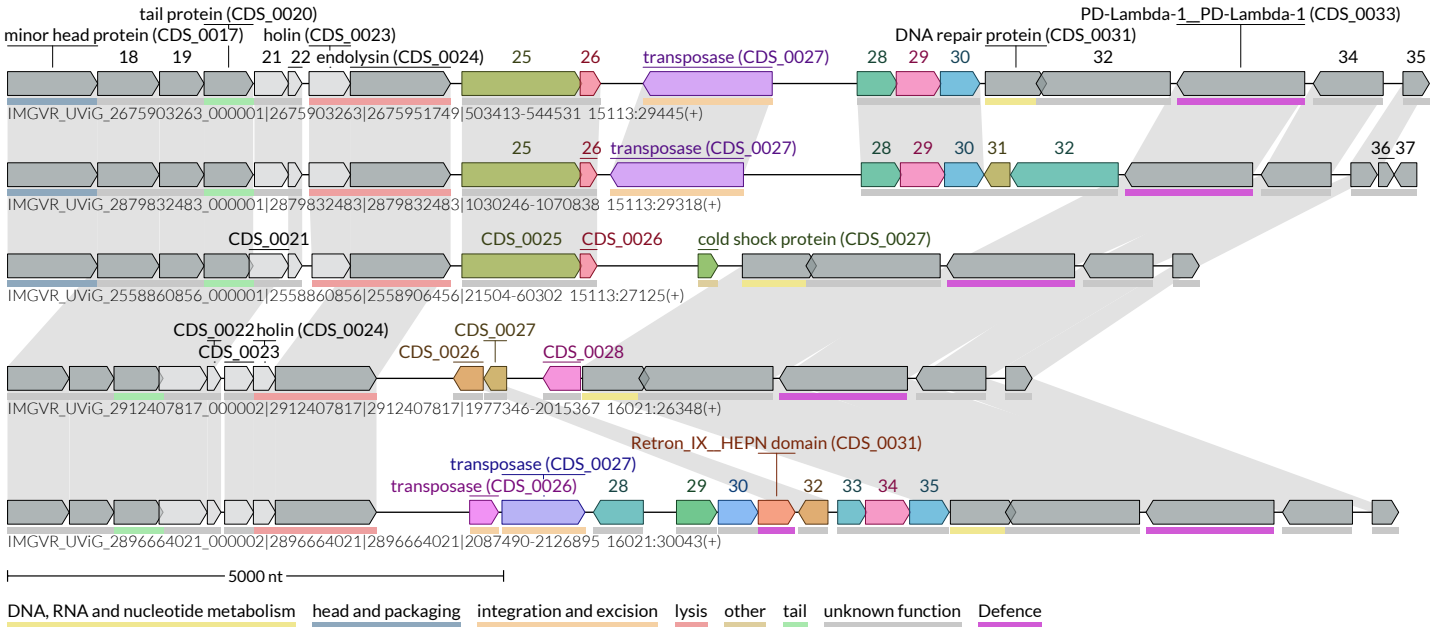 tail protein (CDS_0020) PD-Lambda-1__PD-Lambda-1 (CDS_0033)
minor head protein (CDS_0017) holin (CDS_0023) DNA repair protein (CDS_0031)
18 19 21 22 endolysin (CDS_0024) 25 26 transposase (CDS_0027) 28 29 30 32 34 35
IMGVR_UViG_2675903263_000001|2675903263|2675951749|503413-544531 15113:29445(+)
25 26 transposase (CDS_0027) 28 29 30 31 32 36 37
IMGVR_UViG_2879832483_000001|2879832483|2879832483|1030246-1070838 15113:29318(+)
CDS_0021 CDS_0025 CDS_0026 cold shock protein (CDS_0027)
IMGVR_UViG_2558860856_000001|2558860856|2558906456|21504-60302 15113:27125(+)
CDS_0022 holin (CDS_0024) CDS_0027
CDS_0023 CDS_0026 CDS_0028
IMGVR_UViG_2912407817_000002|2912407817|2912407817|1977346-2015367 16021:26348(+)
Retron_IX__HEPN domain (CDS_0031)
transposase (CDS_0027)
transposase (CDS_0026) 28 29 30 32 33 34 35
IMGVR_UViG_2896664021_000002|2896664021|2896664021|2087490-2126895 16021:30043(+)
5000 nt
DNA, RNA and nucleotide metabolism head and packaging integration and excision lysis other tail unknown function Defence